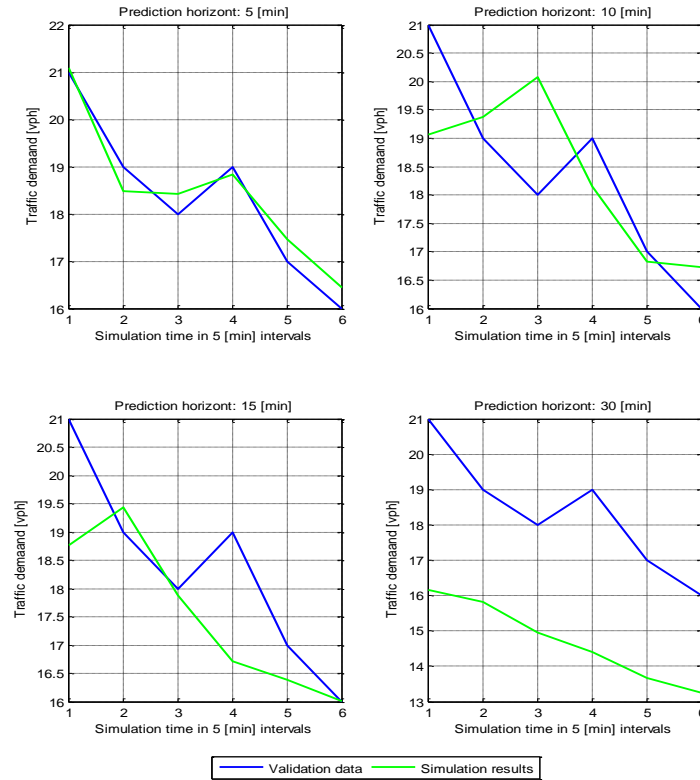 Prediction horizont: 5 [min]
22
21
20
19
18
17
16
1 2 3 4 5 6
Traffic demaand [vph]
Simulation time in 5 [min] intervals
Prediction horizont: 10 [min]
21
20.5
20
19.5
19
18.5
18
17.5
17
16.5
16
1 2 3 4 5 6
Traffic demaand [vph]
Simulation time in 5 [min] intervals
Prediction horizont: 15 [min]
21
20.5
20
19.5
19
18.5
18
17.5
17
16.5
16
1 2 3 4 5 6
Traffic demaand [vph]
Simulation time in 5 [min] intervals
Prediction horizont: 30 [min]
21
20
19
18
17
16
15
14
13
1 2 3 4 5 6
Traffic demaand [vph]
Simulation time in 5 [min] intervals
Validation data Simulation results